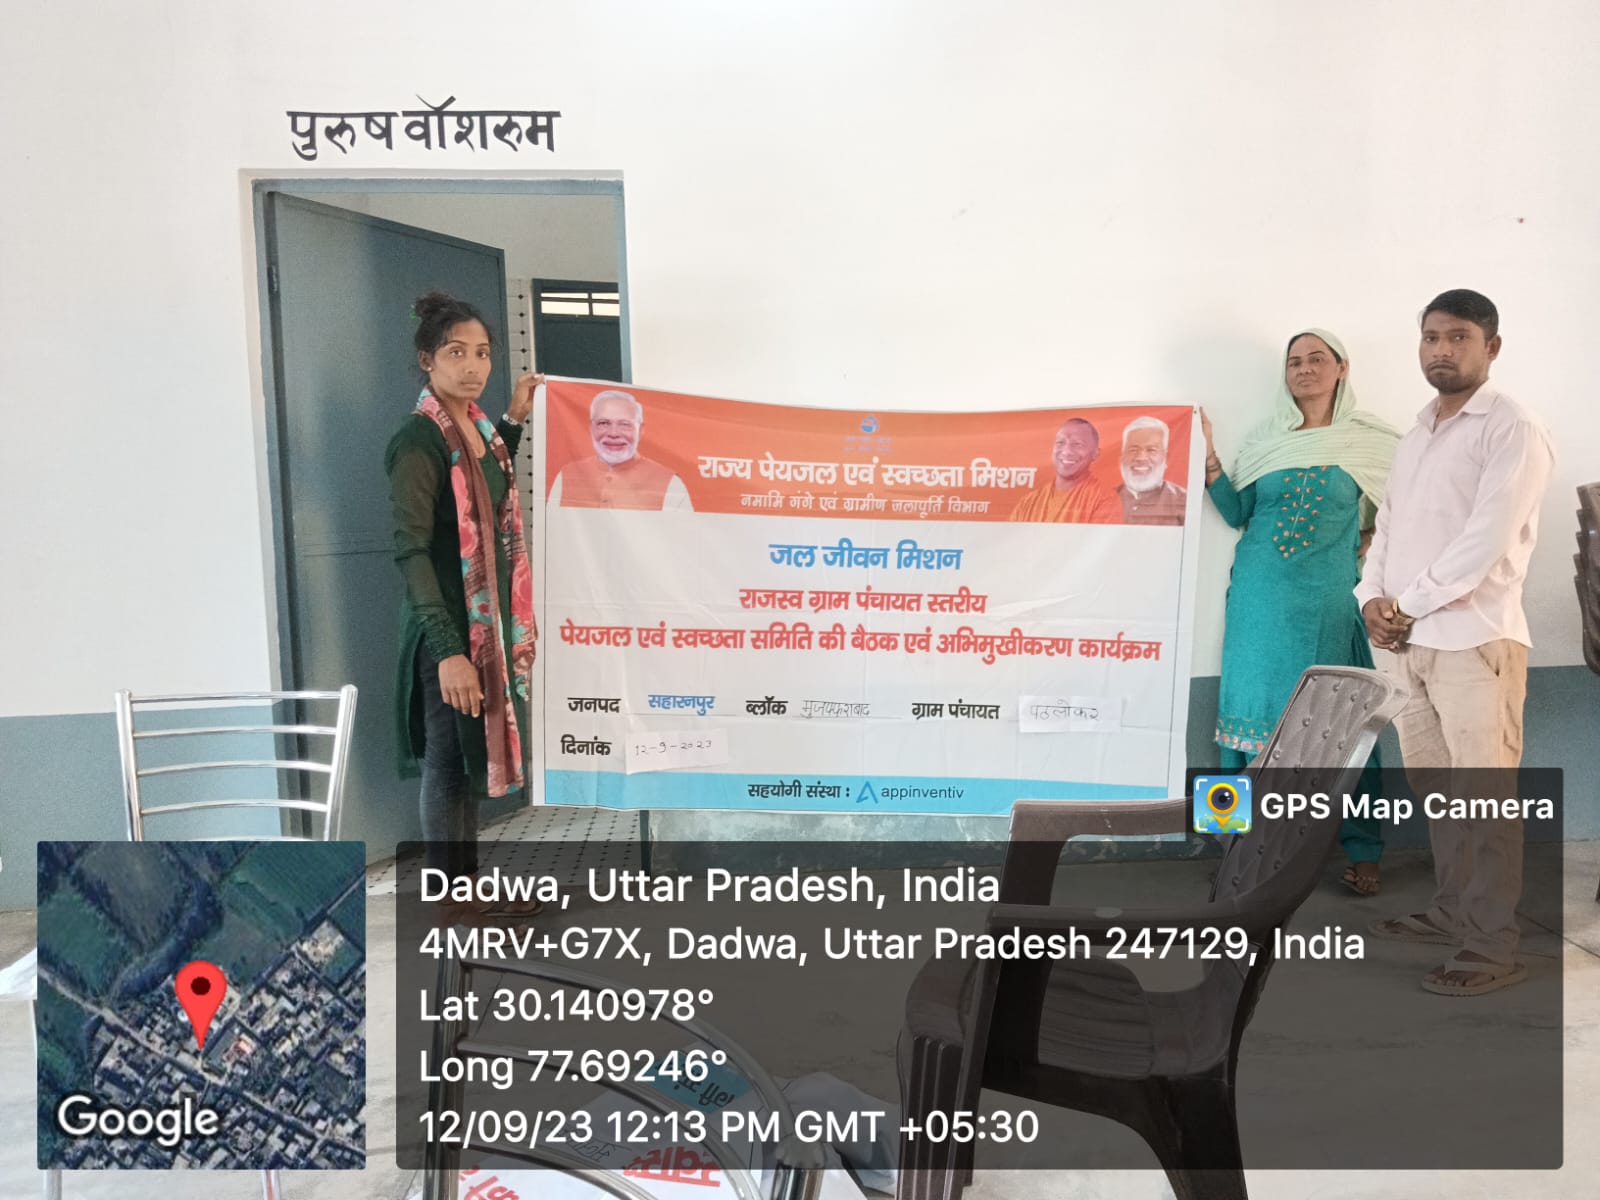 पुरुष वॉशरुम
राज्य पेयजल एवं स्वच्छता मिशन
नमामि गंगे एवं ग्रामीण जलापूर्ति विभाग
जल जीवन मिशन
राजस्व ग्राम पंचायत स्तरीय
पेयजल एवं स्वच्छता समिति की बैठक एवं अभिमुखीकरण कार्यक्रम
जनपद सहारनपुर ब्लॉक मुजफ्फराबाद ग्राम पंचायत पठलोकर
दिनांक 12-9-2023
सहयोगी संस्था : appinventiv
GPS Map Camera
Dadwa, Uttar Pradesh, India
4MRV+G7X, Dadwa, Uttar Pradesh 247129, India
Lat 30.140978°
Long 77.69246°
12/09/23 12:13 PM GMT +05:30
Google